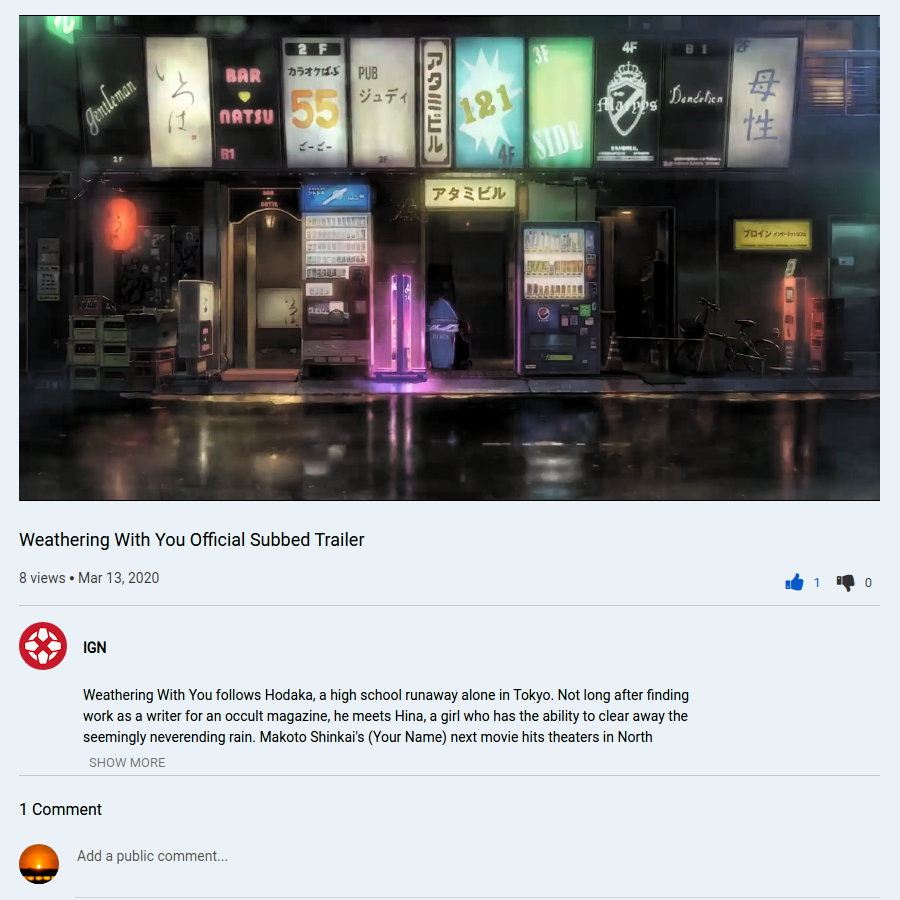 Gentleman
1F
いろは
BAR
NATSU
B1
2F
カラオケぱぶ
55
ごーごー
2F
PUB
ジュディ
アタミビル
121
4F
3F
SIDE
4F
B1
Dandelion
2F
母性
アタミビル
プロイン
Weathering With You Official Subbed Trailer
8 views • Mar 13, 2020
1 0
IGN
Weathering With You follows Hodaka, a high school runaway alone in Tokyo. Not long after finding
work as a writer for an occult magazine, he meets Hina, a girl who has the ability to clear away the
seemingly neverending rain. Makoto Shinkai's (Your Name) next movie hits theaters in North
SHOW MORE
1 Comment
Add a public comment...